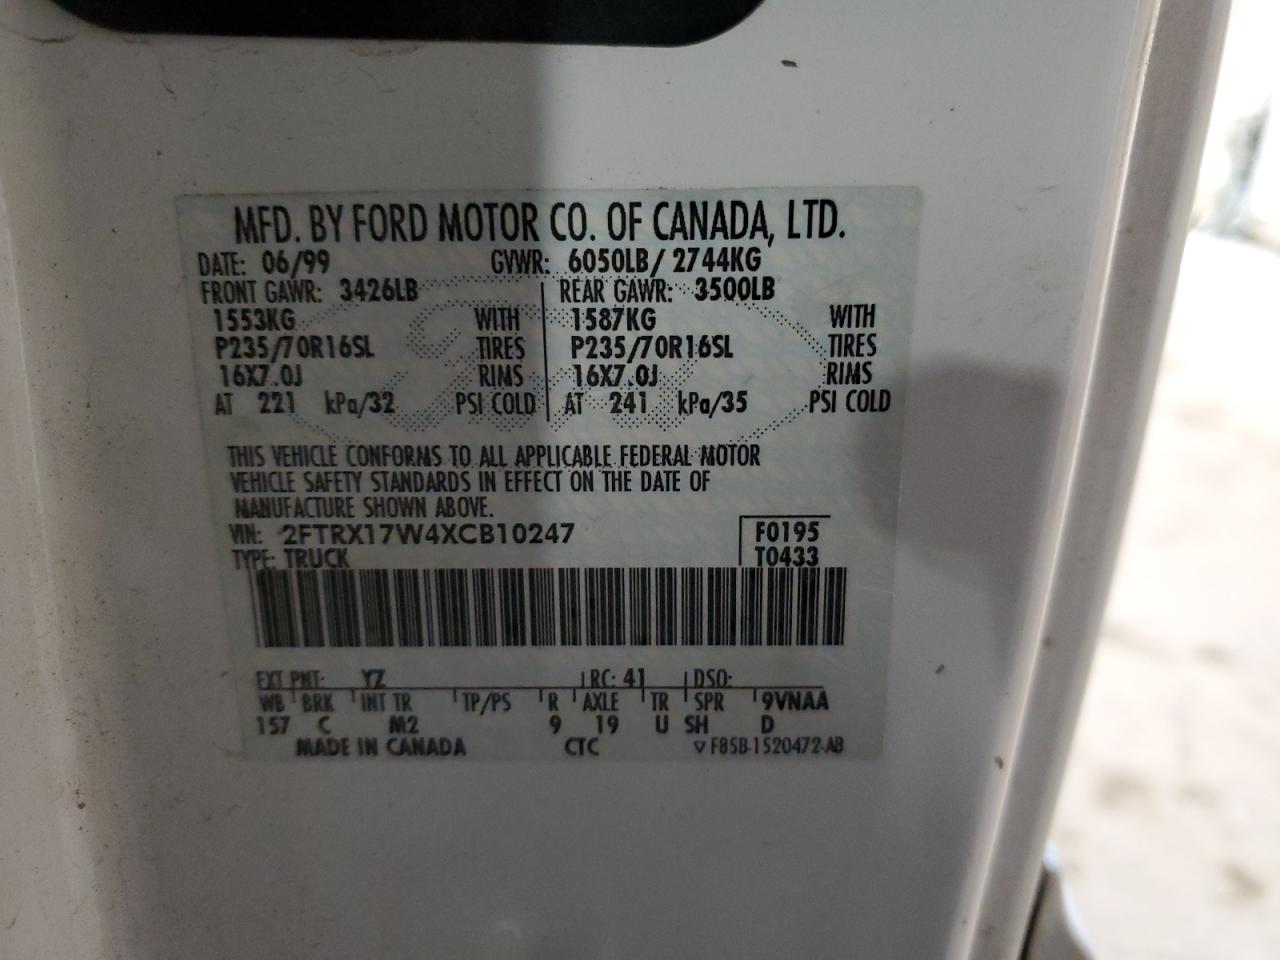 MFD. BY FORD MOTOR CO. OF CANADA, LTD.
DATE: 06/99 GVWR: 6050LB/ 2744KG
FRONT GAWR: 3426LB REAR GAWR: 3500LB
1553KG WITH 1587KG WITH
P235/70R16SL TIRES P235/70R16SL TIRES
16X7.0J RIMS 16X7.0J RIMS
AT 221 kPa/32 PSI COLD AT 241 kPa/35 PSI COLD
THIS VEHICLE CONFORMS TO ALL APPLICABLE FEDERAL MOTOR
VEHICLE SAFETY STANDARDS IN EFFECT ON THE DATE OF
MANUFACTURE SHOWN ABOVE.
VIN: 2FTRX17W4XCB10247 F0195
TYPE: TRUCK T0433
EXT PNT: YZ RC: 41 DSO:
WB BRK INT TR TP/PS R AXLE TR SPR 9VNAA
157 C M2 9 19 U SH D
MADE IN CANADA CTC ▽ F85B-1520472-AB